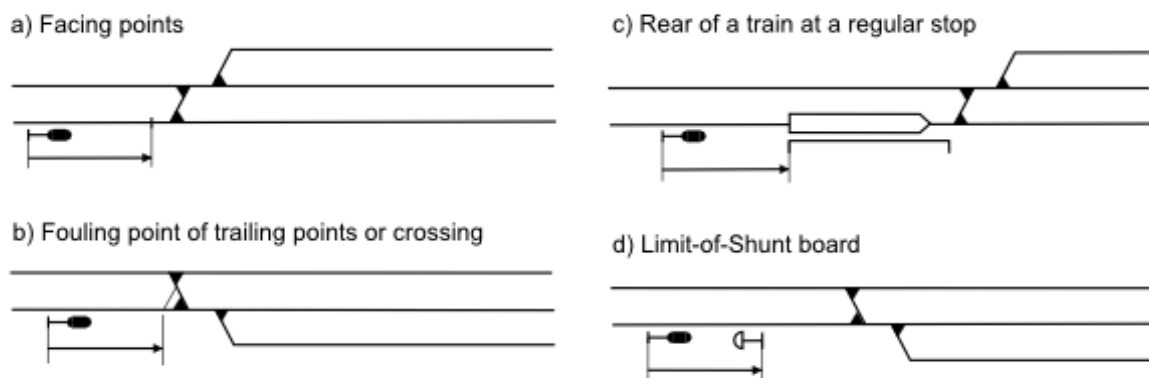 a) Facing points
c) Rear of a train at a regular stop
b) Fouling point of trailing points or crossing
d) Limit-of-Shunt board